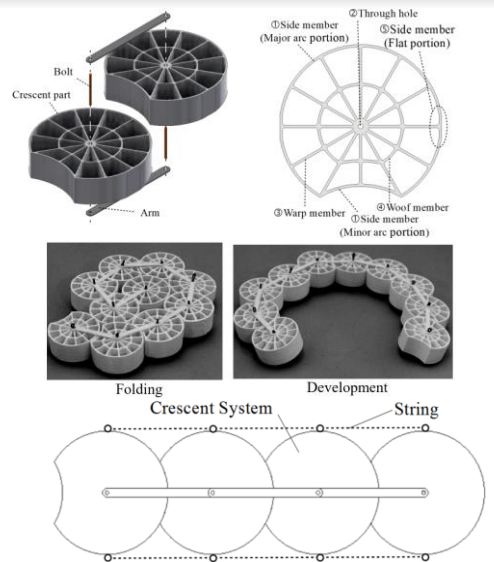 Bolt
Crescent part
Arm
②Through hole
①Side member
(Major arc portion)
⑤Side member
(Flat portion)
③Warp member
④Woof member
①Side member
(Minor arc portion)
Folding
Development
Crescent System
String